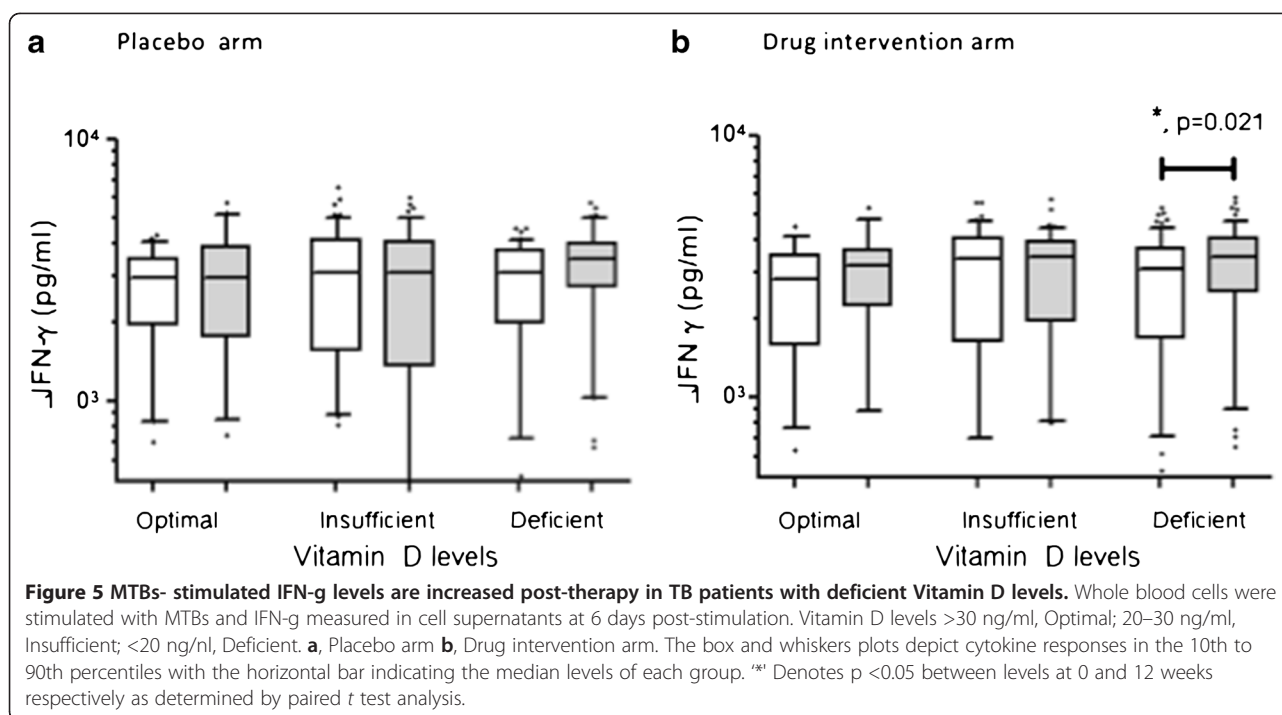 a Placebo arm
b Drug intervention arm
*, p=0.021
10⁴
0³
IFN-γ (pg/ml)
Optimal Insufficient Deficient
Vitamin D levels
10⁴
0³
IFN γ (pg/ml)
Optimal Insufficient Deficient
Vitamin D levels
Figure 5 MTBs- stimulated IFN-g levels are increased post-therapy in TB patients with deficient Vitamin D levels. Whole blood cells were
stimulated with MTBs and IFN-g measured in cell supernatants at 6 days post-stimulation. Vitamin D levels >30 ng/ml, Optimal; 20–30 ng/ml,
Insufficient; <20 ng/nl, Deficient. a, Placebo arm b, Drug intervention arm. The box and whiskers plots depict cytokine responses in the 10th to
90th percentiles with the horizontal bar indicating the median levels of each group. ‘*’ Denotes p <0.05 between levels at 0 and 12 weeks
respectively as determined by paired t test analysis.